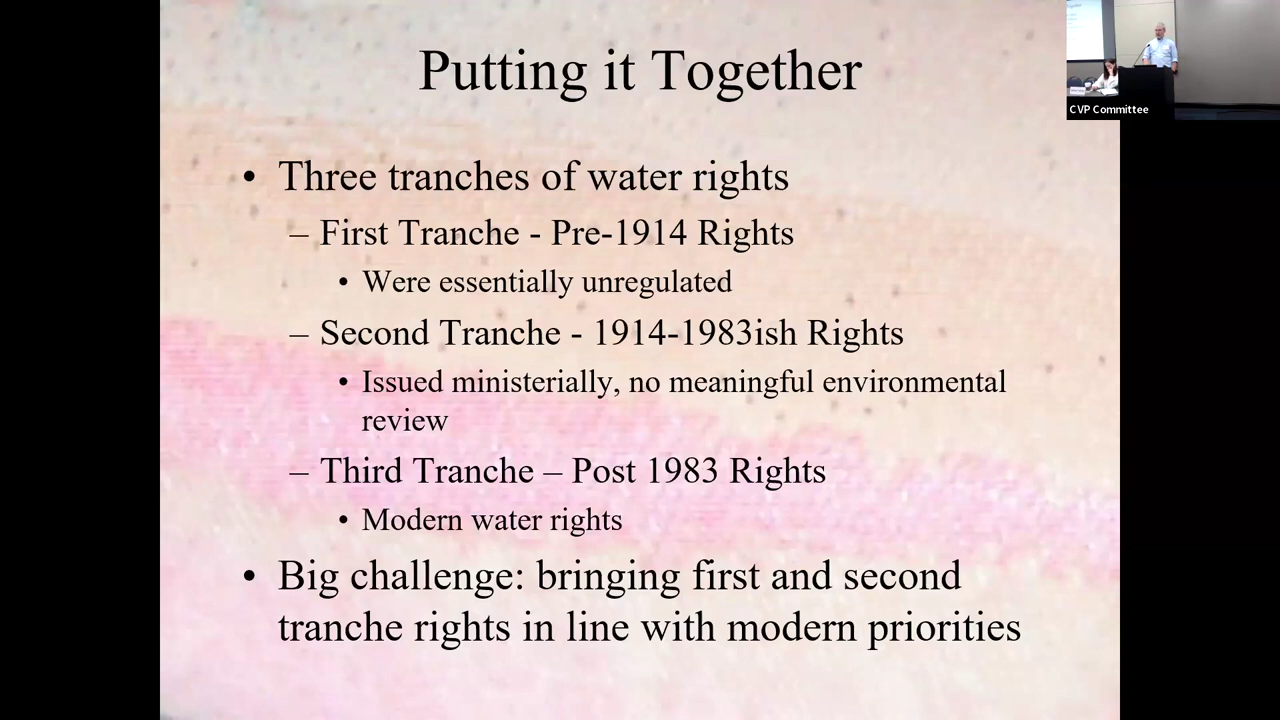 Putting it Together
CVP Committee
• Three tranches of water rights
– First Tranche - Pre-1914 Rights
• Were essentially unregulated
– Second Tranche - 1914-1983ish Rights
• Issued ministerially, no meaningful environmental
review
– Third Tranche – Post 1983 Rights
• Modern water rights
• Big challenge: bringing first and second
tranche rights in line with modern priorities